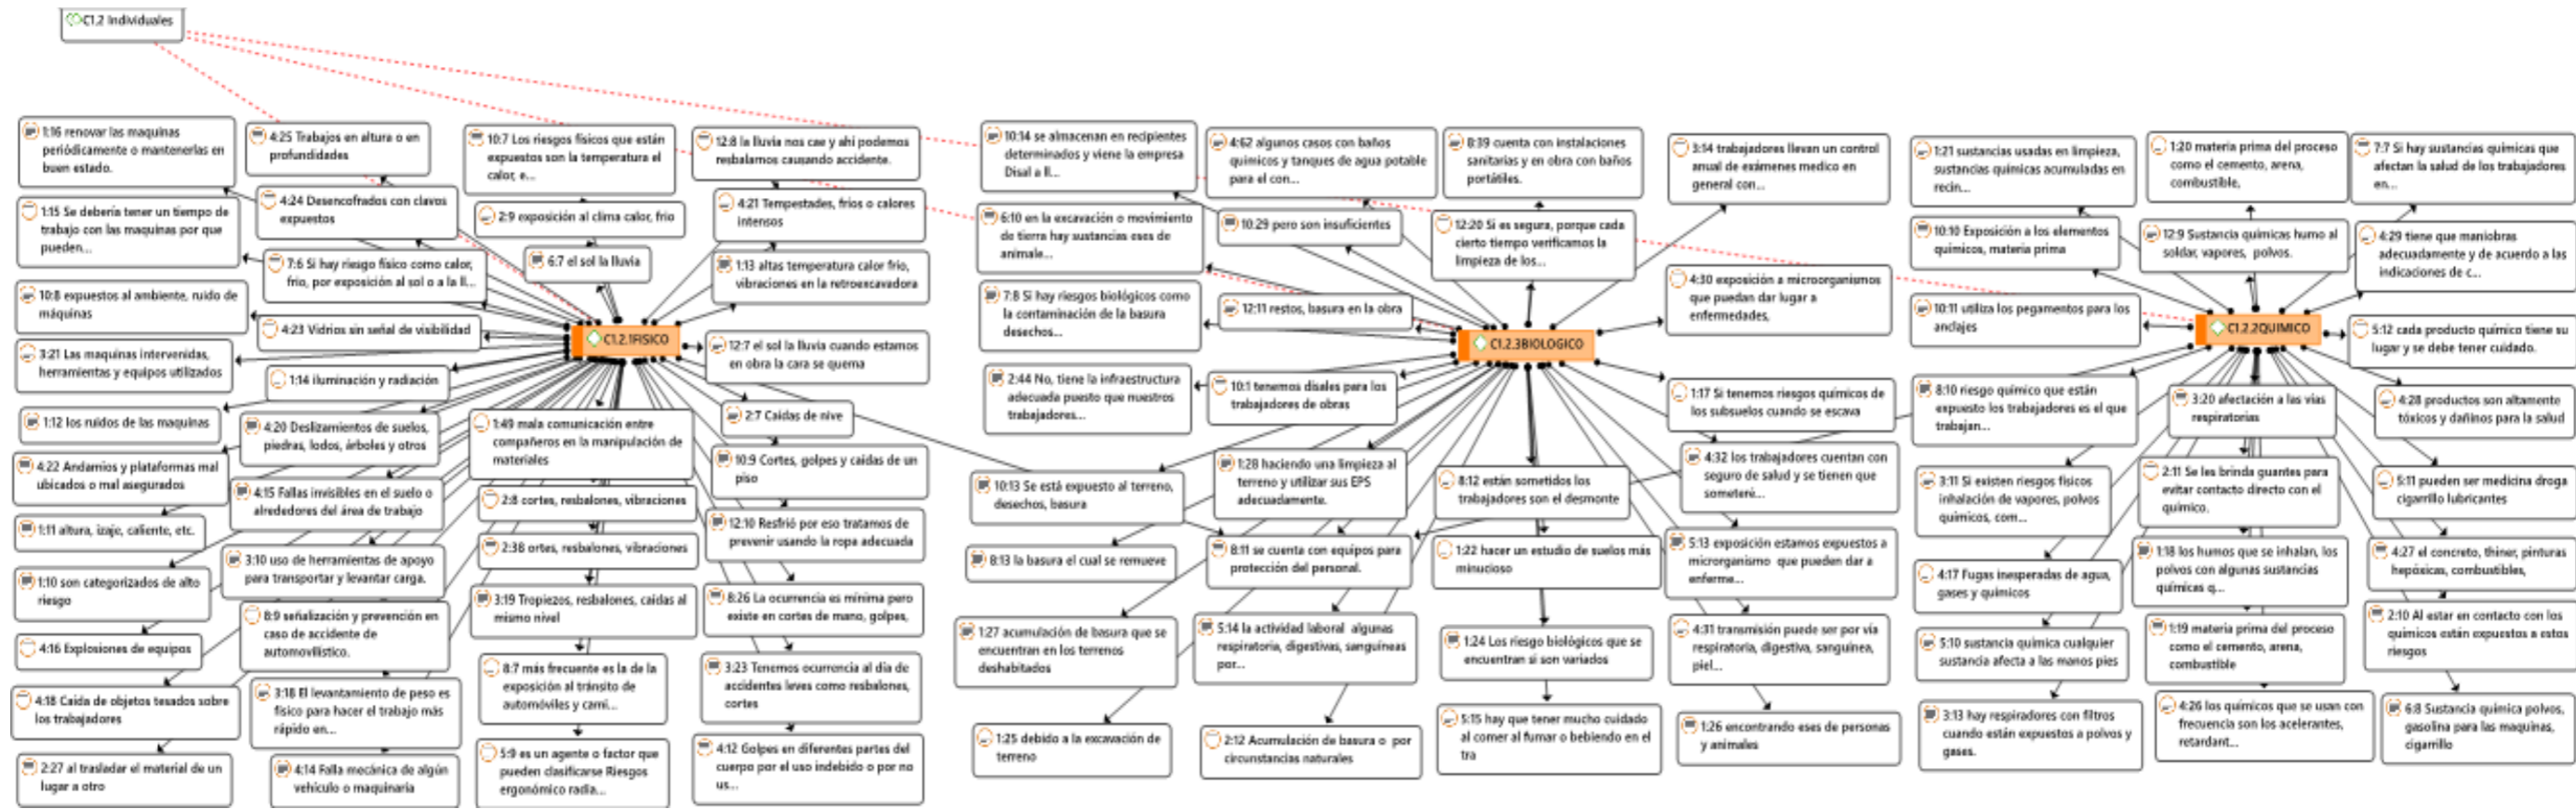 C1.2 Individuales
1:16 renovar las maquinas
periódicamente o mantenerlas en
buen estado.
1:15 Se debería tener un tiempo de
trabajo con las maquinas por que
pueden...
10:8 expuestos al ambiente, ruido de
máquinas
3:21 Las maquinas intervenidas,
herramientas y equipos utilizados
1:12 los ruidos de las maquinas
4:22 Andamios y plataformas mal
ubicados o mal asegurados
1:11 altura, izaje, caliente, etc.
1:10 son categorizados de alto
riesgo
4:16 Explosiones de equipos
4:18 Caída de objetos tesados sobre
los trabajadores
2:27 al trasladar el material de un
lugar a otro
4:25 Trabajos en altura o en
profundidades
4:24 Desencofrados con clavos
expuestos
7:6 Si hay riesgo físico como calor,
frio, por exposición al sol o a la ll...
4:23 Vidrios sin señal de visibilidad
1:14 iluminación y radiación
4:20 Deslizamientos de suelos,
piedras, lodos, árboles y otros
4:15 Fallas invisibles en el suelo o
alrededores del área de trabajo
3:10 uso de herramientas de apoyo
para transportar y levantar carga.
8:9 señalización y prevención en
caso de accidente de
automovilístico.
3:18 El levantamiento de peso es
físico para hacer el trabajo más
rápido en...
4:14 Falla mecánica de algún
vehículo o maquinaria
10:7 Los riesgos físicos que están
expuestos son la temperatura el
calor, e...
2:9 exposición al clima calor, frio
6:7 el sol la lluvia
C1.2.1FISICO
1:49 mala comunicación entre
compañeros en la manipulación de
materiales
2:8 cortes, resbalones, vibraciones
2:38 ortes, resbalones, vibraciones
3:19 Tropiezos, resbalones, caídas al
mismo nivel
8:7 más frecuente es la de la
exposición al tránsito de
automóviles y cami...
5:9 es un agente o factor que
pueden clasificarse Riesgos
ergonómico radia...
12:8 la lluvia nos cae y ahí podemos
resbalarnos causando accidente.
4:21 Tempestades, fríos o calores
intensos
1:13 altas temperatura calor frio,
vibraciones en la retroexcavadora
12:7 el sol la lluvia cuando estamos
en obra la cara se quema
2:7 Caídas de nive
10:9 Cortes, golpes y caídas de un
piso
12:10 Resfrió por eso tratamos de
prevenir usando la ropa adecuada
8:26 La ocurrencia es mínima pero
existe en cortes de mano, golpes,
3:23 Tenemos ocurrencia al día de
accidentes leves como resbalones,
cortes
4:12 Golpes en diferentes partes del
cuerpo por el uso indebido o por no
us...
10:14 se almacenan en recipientes
determinados y viene la empresa
Disal a ll...
6:10 en la excavación o movimiento
de tierra hay sustancias eses de
animale...
7:8 Si hay riesgos biológicos como
la contaminación de la basura
desechos...
2:44 No, tiene la infraestructura
adecuada puesto que nuestros
trabajadores...
10:13 Se está expuesto al terreno,
desechos, basura
8:13 la basura el cual se remueve
1:27 acumulación de basura que se
encuentran en los terrenos
deshabitados
1:25 debido a la excavación de
terreno
4:62 algunos casos con baños
químicos y tanques de agua potable
para el con...
10:29 pero son insuficientes
12:11 restos, basura en la obra
10:1 tenemos disales para los
trabajadores de obras
1:28 haciendo una limpieza al
terreno y utilizar sus EPS
adecuadamente.
8:11 se cuenta con equipos para
protección del personal.
5:14 la actividad laboral algunas
respiratoria, digestivas, sanguíneas
por...
2:12 Acumulación de basura o por
circunstancias naturales
8:39 cuenta con instalaciones
sanitarias y en obra con baños
portátiles.
12:20 Si es segura, porque cada
cierto tiempo verificamos la
limpieza de los...
C1.2.3BIOLOGICO
8:12 están sometidos los
trabajadores son el desmonte
1:22 hacer un estudio de suelos más
minucioso
1:24 Los riesgo biológicos que se
encuentran si son variados
5:15 hay que tener mucho cuidado
al comer al fumar o bebiendo en el
tra
3:14 trabajadores llevan un control
anual de exámenes medico en
general con...
4:30 exposición a microorganismos
que puedan dar lugar a
enfermedades,
1:17 Si tenemos riesgos químicos de
los subsuelos cuando se escava
4:32 los trabajadores cuentan con
seguro de salud y se tienen que
someteré...
5:13 exposición estamos expuestos a
microrganismo que pueden dar a
enferme...
4:31 transmisión puede ser por vía
respiratoria, digestiva, sanguínea,
piel...
1:26 encontrando eses de personas
y animales
1:21 sustancias usadas en limpieza,
sustancias químicas acumuladas en
recin...
10:10 Exposición a los elementos
químicos, materia prima
10:11 utiliza los pegamentos para los
anclajes
8:10 riesgo químico que están
expuesto los trabajadores es el que
trabajan...
3:11 Si existen riesgos físicos
inhalación de vapores, polvos
químicos, com...
4:17 Fugas inesperadas de agua,
gases y químicos
5:10 sustancia química cualquier
sustancia afecta a las manos pies
3:13 hay respiradores con filtros
cuando están expuestos a polvos y
gases.
1:20 materia prima del proceso
como el cemento, arena,
combustible,
12:9 Sustancia químicas humo al
soldar, vapores, polvos.
C1.2.2QUIMICO
3:20 afectación a las vías
respiratorias
2:11 Se les brinda guantes para
evitar contacto directo con el
químico.
1:18 los humos que se inhalan, los
polvos con algunas sustancias
químicas q...
1:19 materia prima del proceso
como el cemento, arena,
combustible
4:26 los químicos que se usan con
frecuencia son los acelerantes,
retardant...
7:7 Si hay sustancias químicas que
afectan la salud de los trabajadores
en...
4:29 tiene que maniobras
adecuadamente y de acuerdo a las
indicaciones de c...
5:12 cada producto químico tiene su
lugar y se debe tener cuidado.
4:28 productos son altamente
tóxicos y dañinos para la salud
5:11 pueden ser medicina droga
cigarrillo lubricantes
4:27 el concreto, thiner, pinturas
hepóxicas, combustibles,
2:10 Al estar en contacto con los
químicos están expuestos a estos
riesgos
6:8 Sustancia química polvos,
gasolina para las maquinas,
cigarrillo